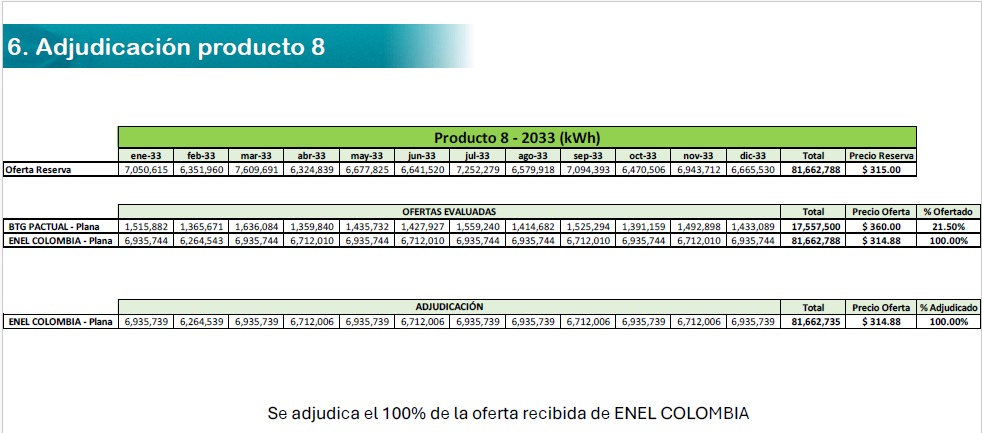 6. Adjudicación producto 8
Producto 8 - 2033 (kWh)
ene-33 feb-33 mar-33 abr-33 may-33 jun-33 jul-33 ago-33 sep-33 oct-33 nov-33 dic-33 Total Precio Reserva
Oferta Reserva 7,050,615 6,351,960 7,609,691 6,324,839 6,677,825 6,641,520 7,252,279 6,579,918 7,094,393 6,470,506 6,943,712 6,665,530 81,662,788 $ 315.00
OFERTAS EVALUADAS Total Precio Oferta % Ofertado
BTG PACTUAL - Plana 1,515,882 1,365,671 1,636,084 1,359,840 1,435,732 1,427,927 1,559,240 1,414,682 1,525,294 1,391,159 1,492,898 1,433,089 17,557,500 $ 360.00 21.50%
ENEL COLOMBIA - Plana 6,935,744 6,264,543 6,935,744 6,712,010 6,935,744 6,712,010 6,935,744 6,935,744 6,712,010 6,935,744 6,712,010 6,935,744 81,662,788 $ 314.88 100.00%
ADJUDICACIÓN Total Precio Oferta % Adjudicado
ENEL COLOMBIA - Plana 6,935,739 6,264,539 6,935,739 6,712,006 6,935,739 6,712,006 6,935,739 6,935,739 6,712,006 6,935,739 6,712,006 6,935,739 81,662,735 $ 314.88 100.00%
Se adjudica el 100% de la oferta recibida de ENEL COLOMBIA